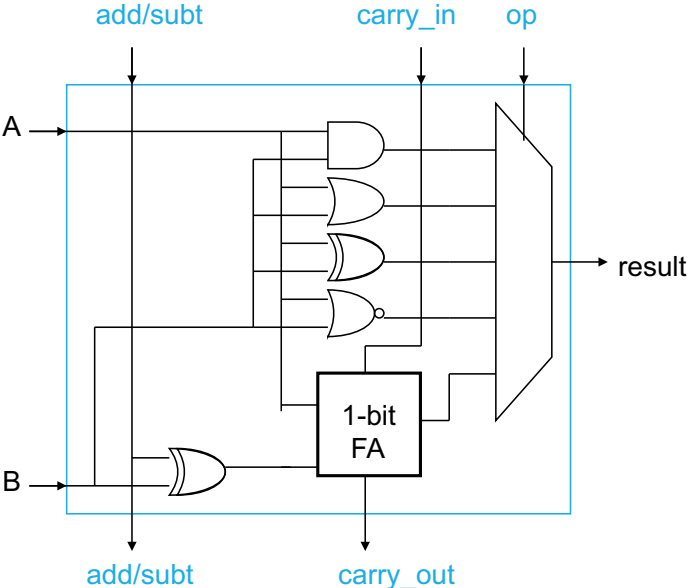 add/subt
carry_in
op
A
result
1-bit
FA
B
add/subt
carry_out